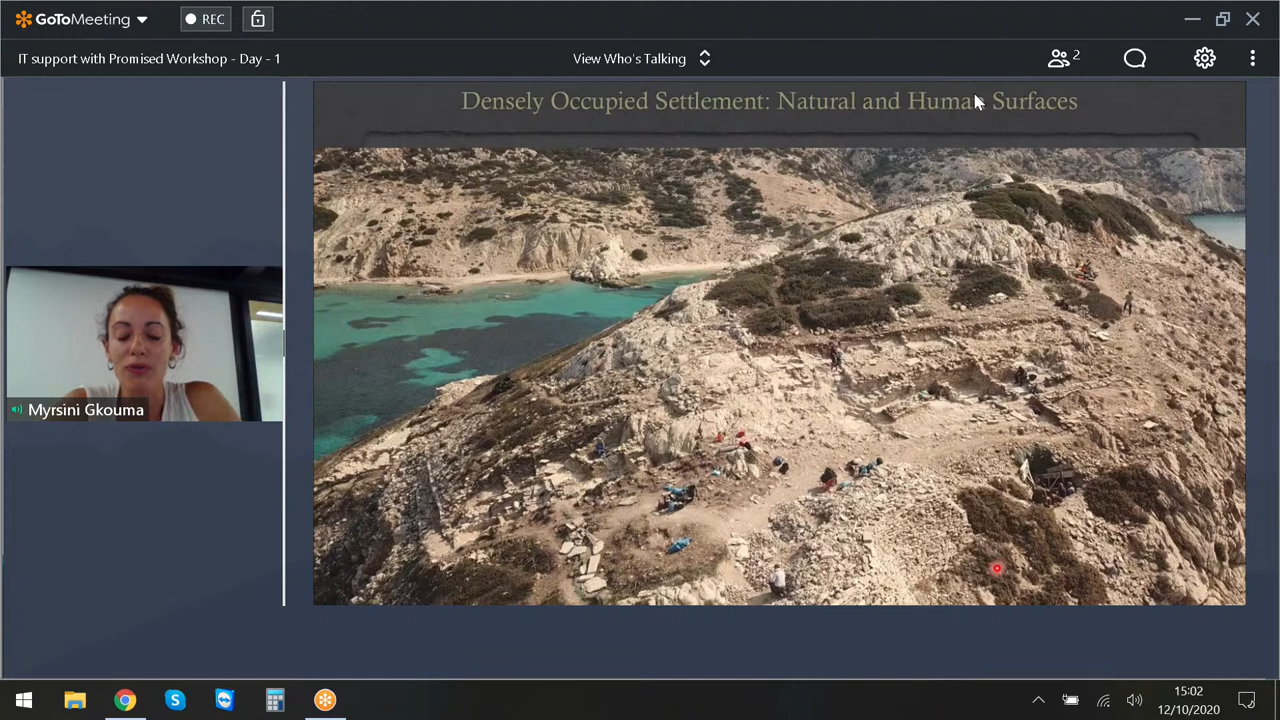 GoToMeeting
REC
IT support with Promised Workshop - Day - 1
View Who's Talking
2
Densely Occupied Settlement: Natural and Human Surfaces
Myrsini Gkouma
15:02
12/10/2020